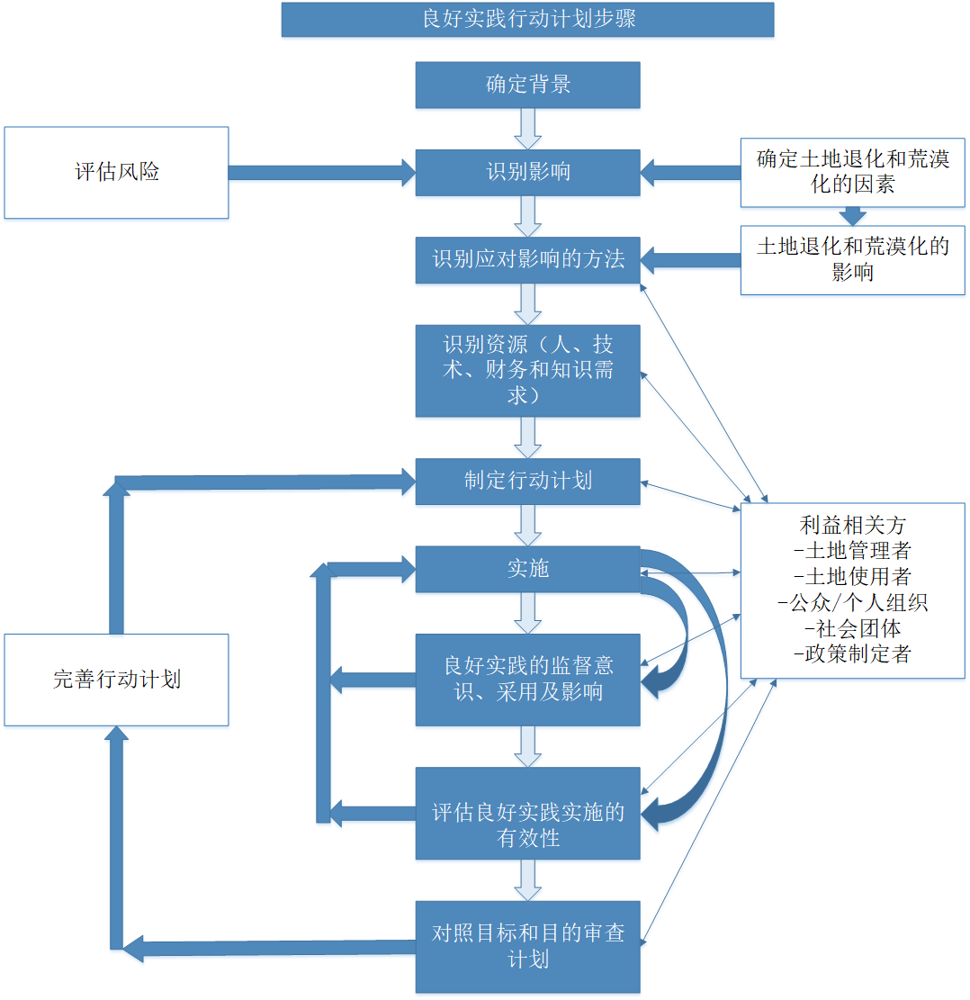 良好实践行动计划步骤
确定背景
评估风险
识别影响
确定土地退化和荒漠
化的因素
识别应对影响的方法
土地退化和荒漠化的
影响
识别资源（人、技
术、财务和知识需
求）
制定行动计划
利益相关方
-土地管理者
-土地使用者
-公众/个人组织
-社会团体
-政策制定者
实施
完善行动计划
良好实践的监督意
识、采用及影响
评估良好实践实施的
有效性
对照目标和目的审查
计划